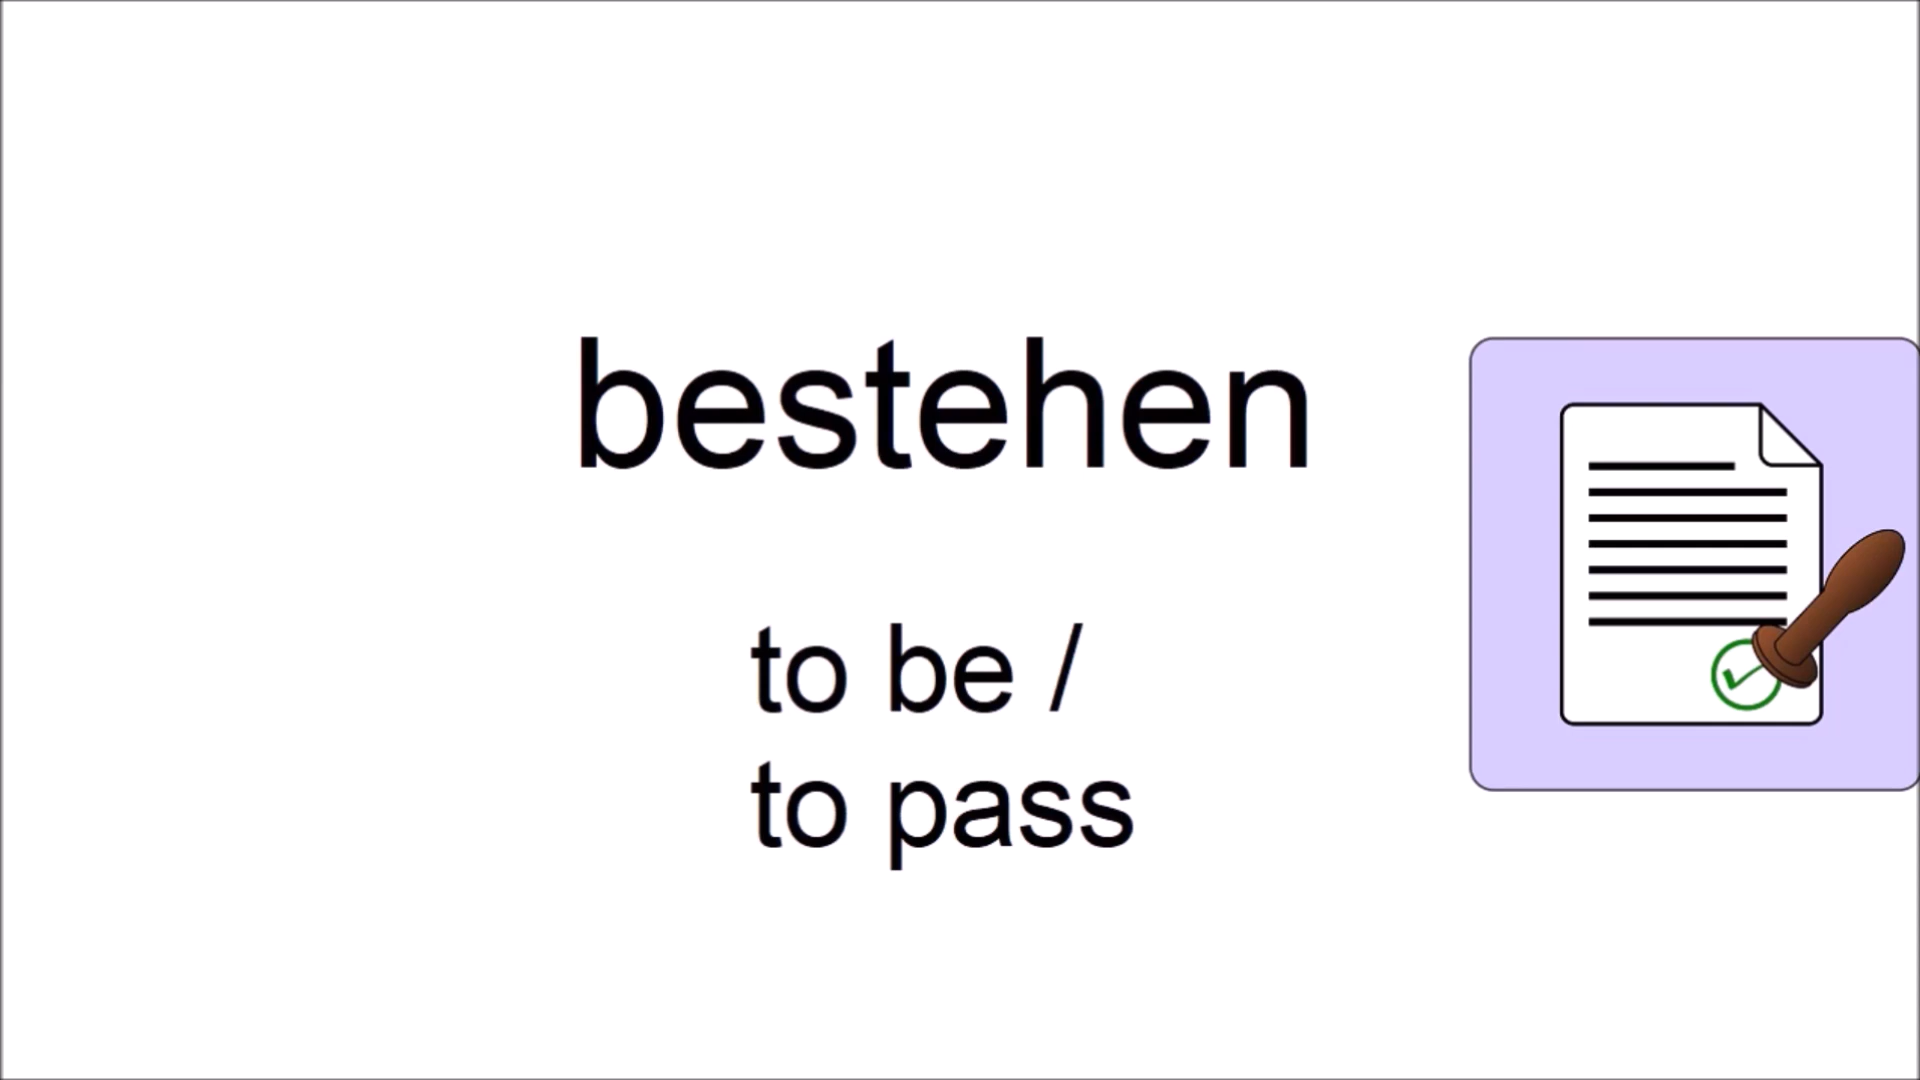 bestehen
to be /
to pass